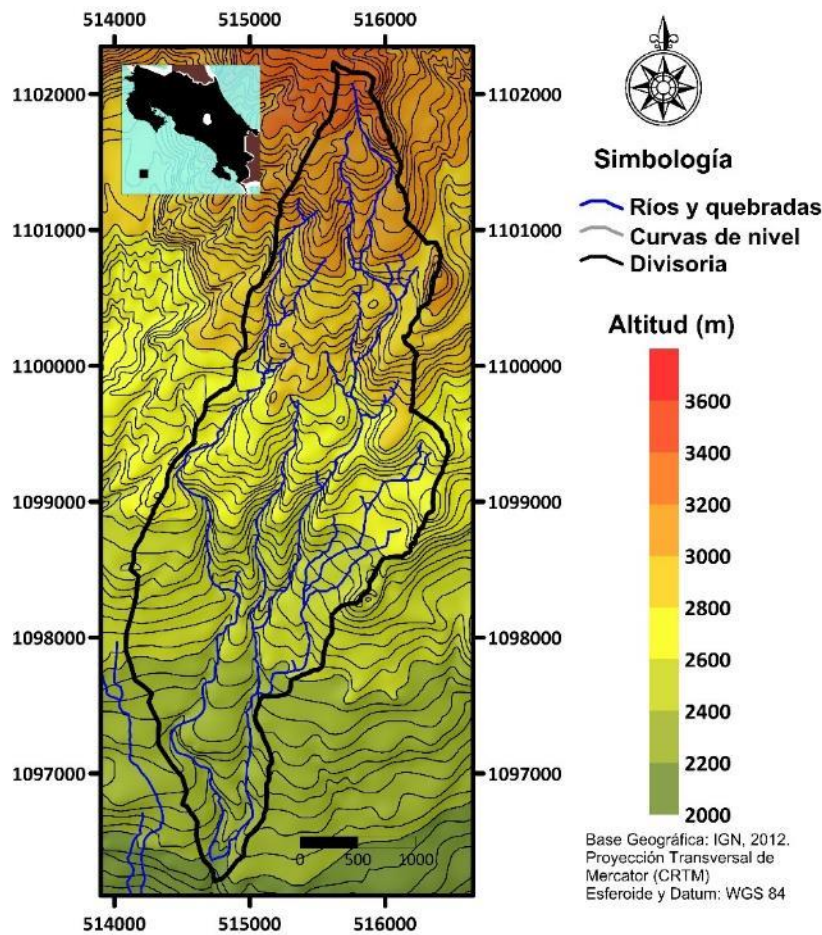 514000 515000 516000
1102000
1101000
1100000
1099000
1098000
1097000
1102000
1101000
1100000
1099000
1098000
1097000
0 500 1000
514000 515000 516000
Simbología
Ríos y quebradas
Curvas de nivel
Divisoria
Altitud (m)
3600
3400
3200
3000
2800
2600
2400
2200
2000
Base Geográfica: IGN, 2012.
Proyección Transversal de
Mercator (CRTM)
Esferoide y Datum: WGS 84